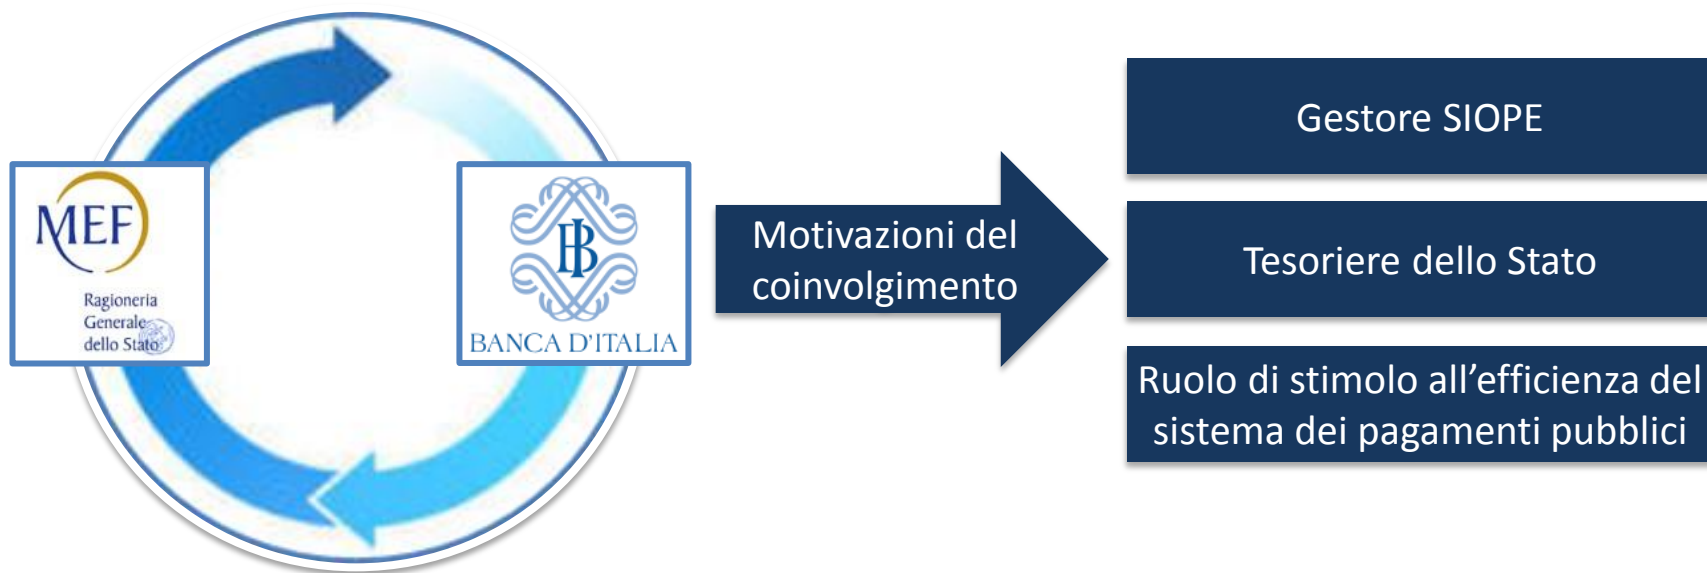 MEF
Ragioneria
Generale
dello Stato
BANCA D'ITALIA
Motivazioni del
coinvolgimento
Gestore SIOPE
Tesoriere dello Stato
Ruolo di stimolo all’efficienza del
sistema dei pagamenti pubblici